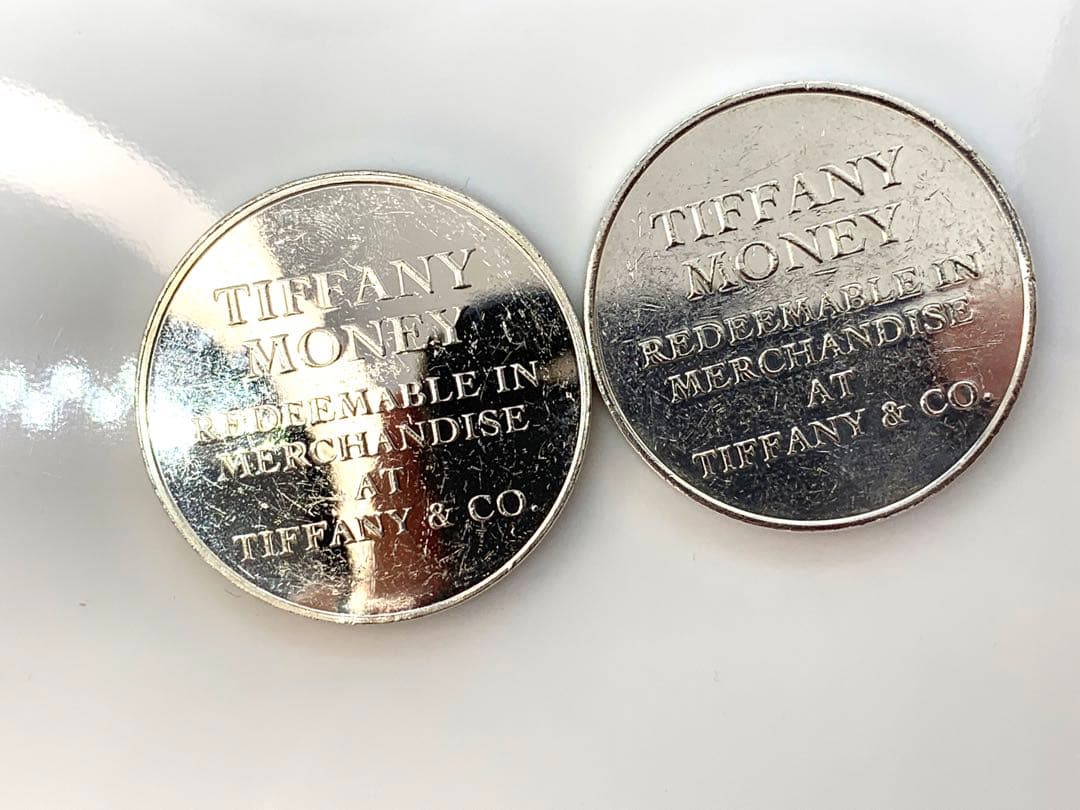 TIFFANY
MONEY
REDEEMABLE IN
MERCHANDISE
AT
TIFFANY & CO.
TIFFANY
MONEY
REDEEMABLE IN
MERCHANDISE
AT
TIFFANY & CO.